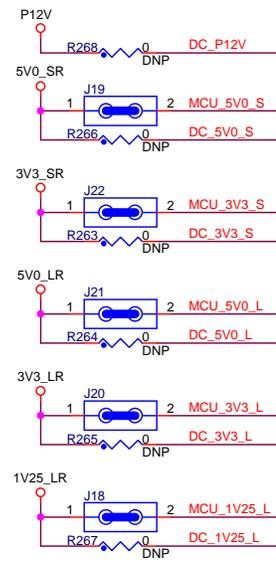 P12V
R268 0 DC_P12V
DNP
5V0_SR
J19
1 2 MCU_5V0_S
R266 0 DC_5V0_S
DNP
3V3_SR
J22
1 2 MCU_3V3_S
R263 0 DC_3V3_S
DNP
5V0_LR
J21
1 2 MCU_5V0_L
R264 0 DC_5V0_L
DNP
3V3_LR
J20
1 2 MCU_3V3_L
R265 0 DC_3V3_L
DNP
1V25_LR
J18
1 2 MCU_1V25_L
R267 0 DC_1V25_L
DNP